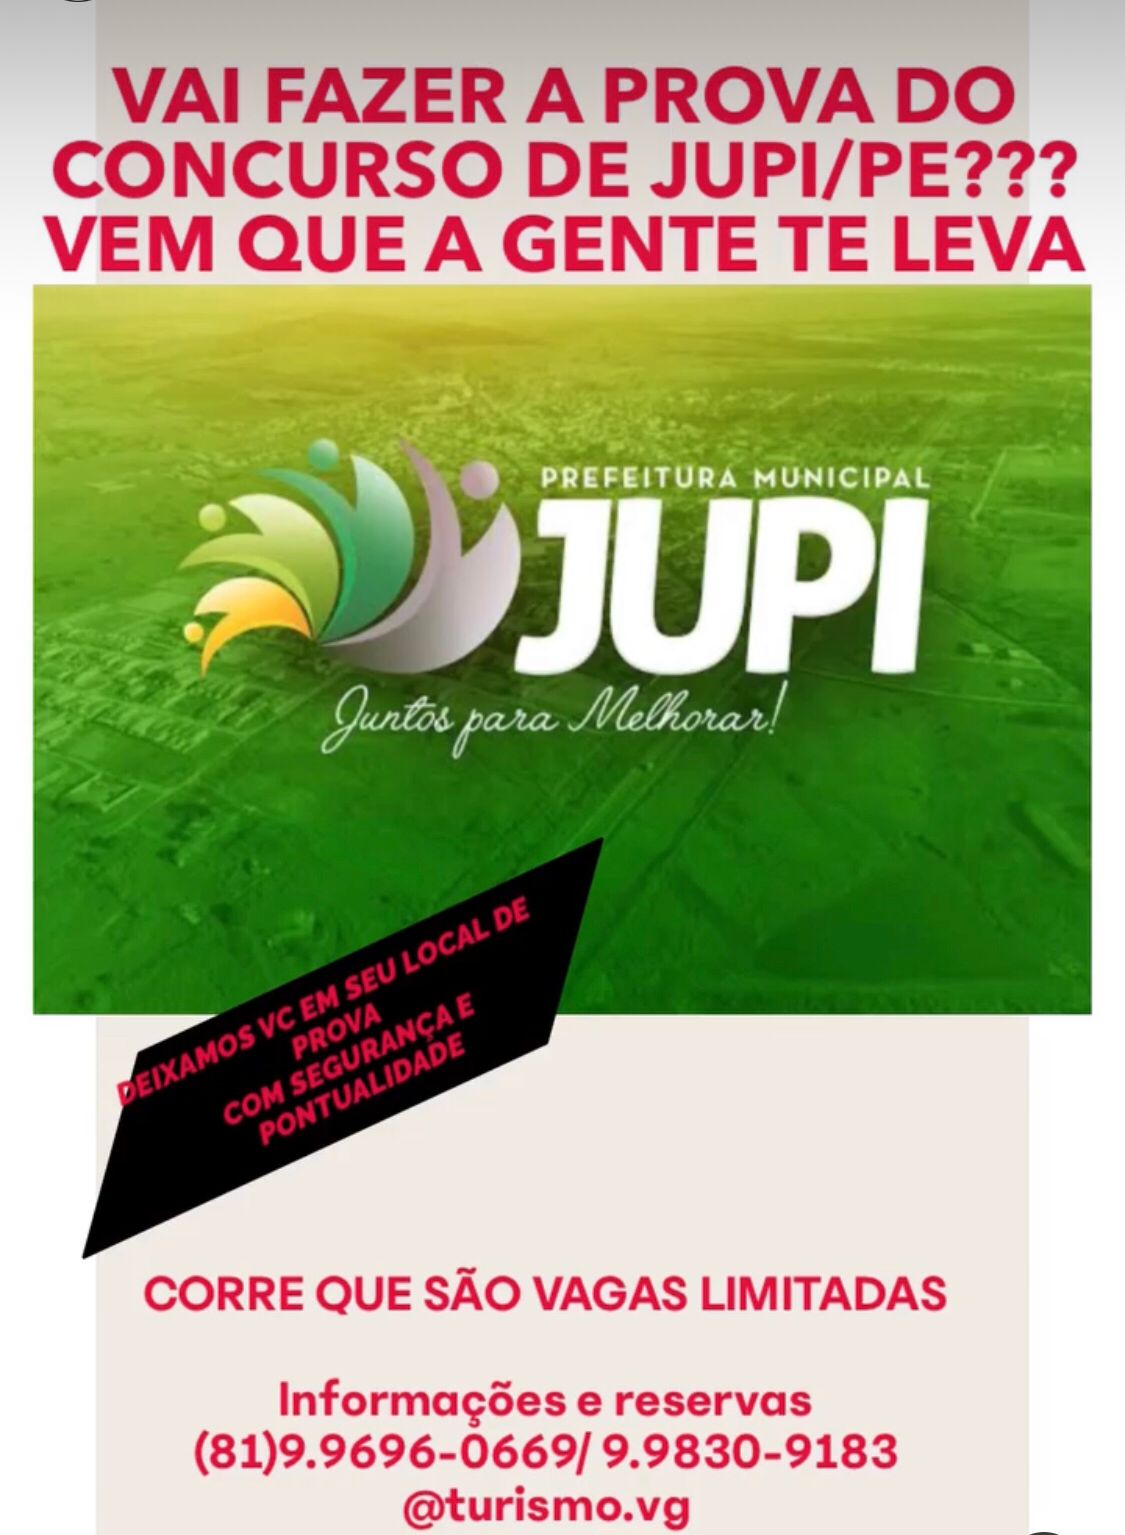 VAI FAZER A PROVA DO
CONCURSO DE JUPI/PE???
VEM QUE A GENTE TE LEVA
PREFEITURA MUNICIPAL
JUPI
Juntos para Melhorar!
DEIXAMOS VC EM SEU LOCAL DE
PROVA
COM SEGURANÇA E
PONTUALIDADE
CORRE QUE SÃO VAGAS LIMITADAS
Informações e reservas
(81)9.9696-0669/ 9.9830-9183
@turismo.vg